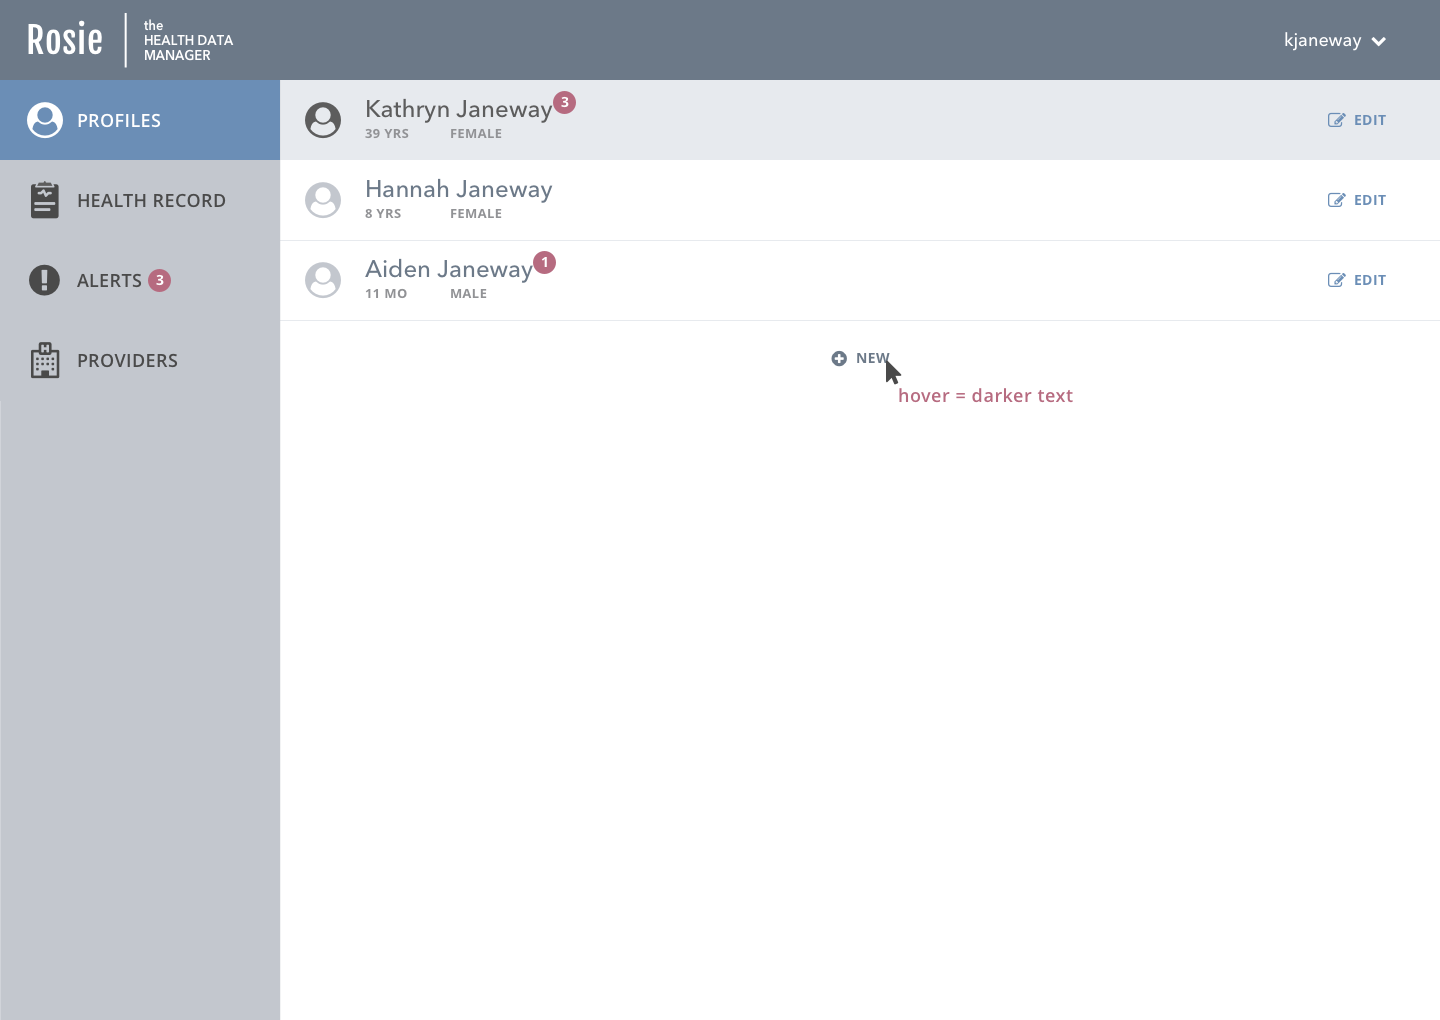 Rosie
the
HEALTH DATA
MANAGER
kjaneway
PROFILES
HEALTH RECORD
ALERTS 3
PROVIDERS
Kathryn Janeway 3
39 YRS FEMALE
EDIT
Hannah Janeway
8 YRS FEMALE
EDIT
Aiden Janeway 1
11 MO MALE
EDIT
NEW
hover = darker text